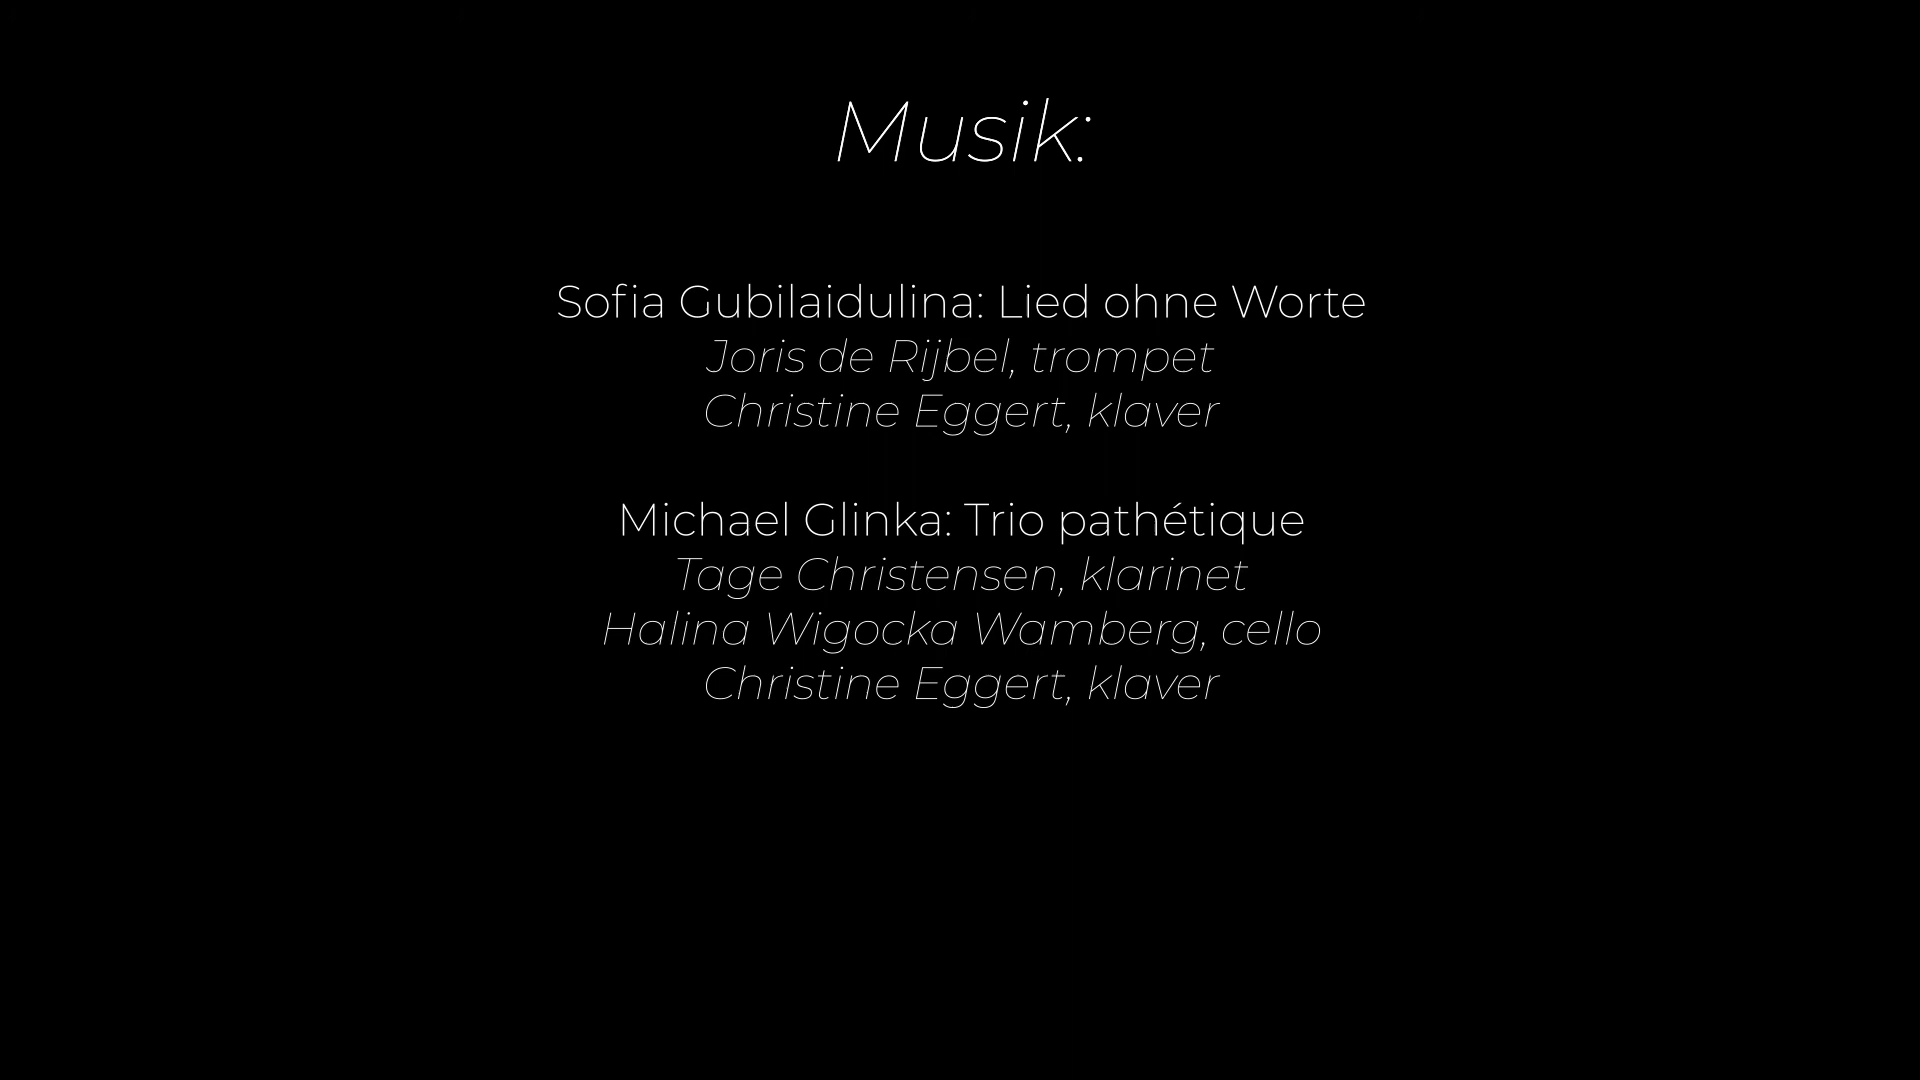 Musik:
Sofia Gubilaidulina: Lied ohne Worte
Joris de Rijbel, trompet
Christine Eggert, klaver
Michael Glinka: Trio pathétique
Tage Christensen, klarinet
Halina Wigocka Wamberg, cello
Christine Eggert, klaver